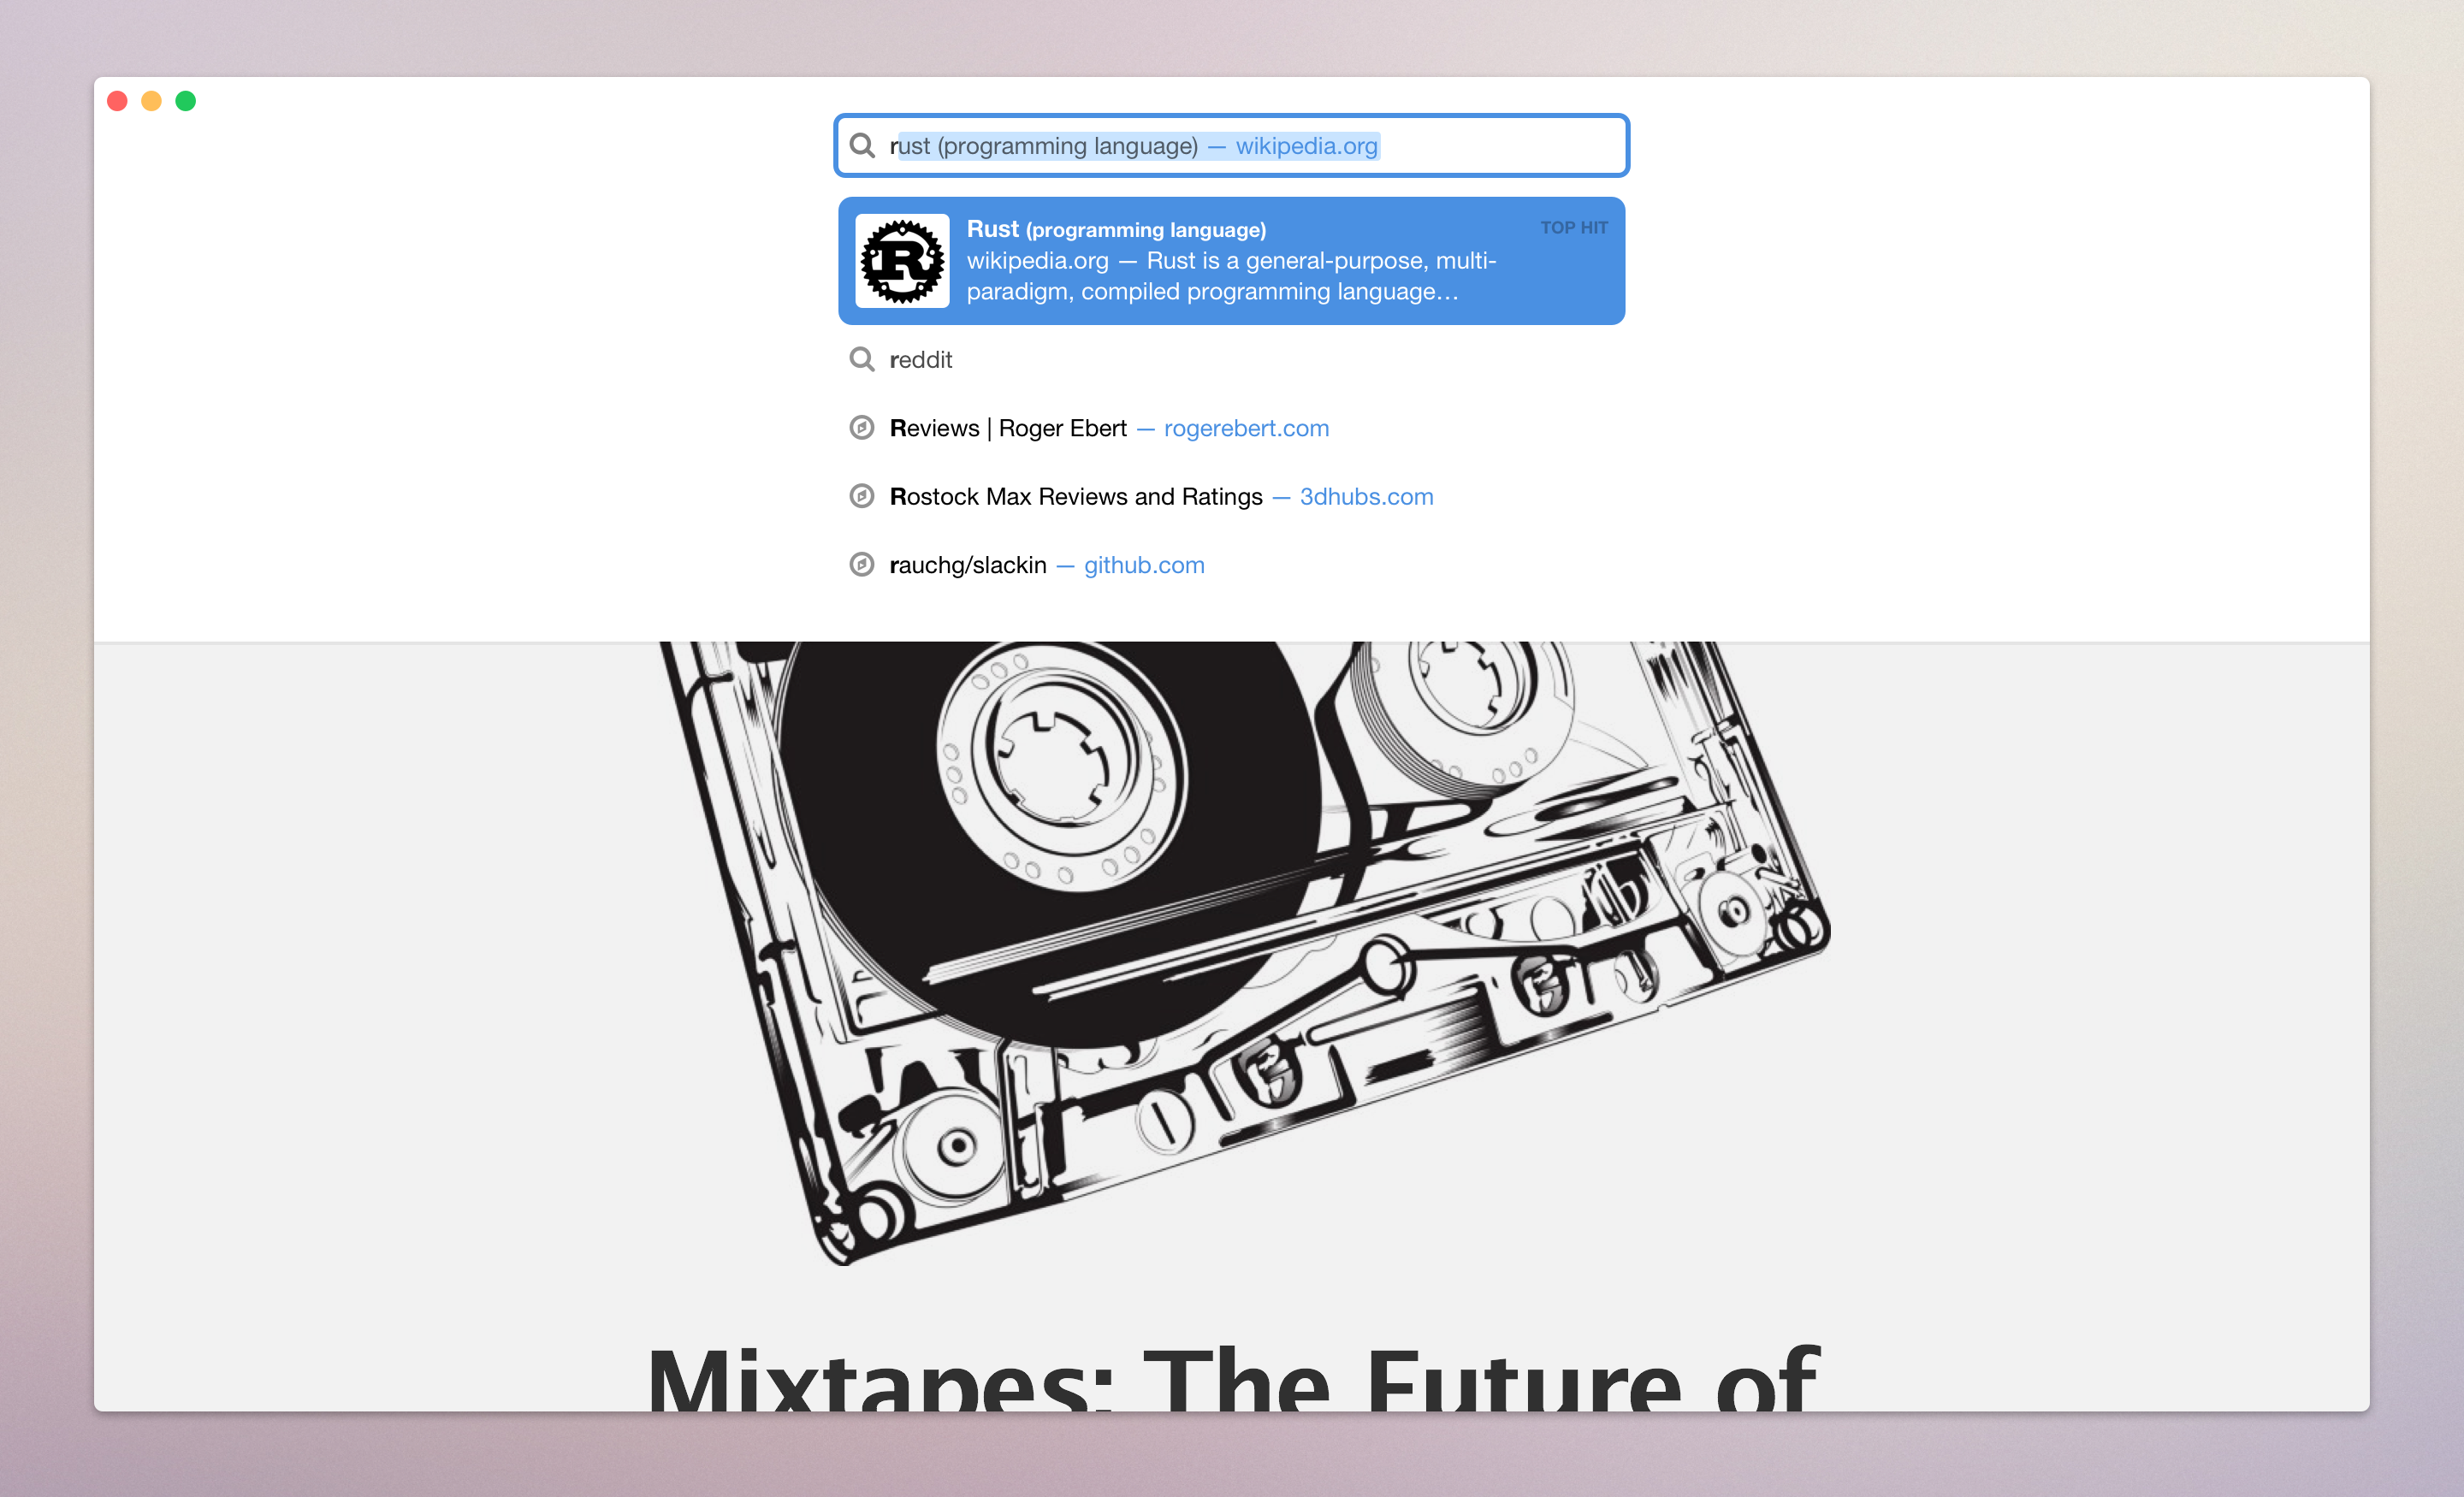 rust (programming language) — wikipedia.org
Rust (programming language) TOP HIT
wikipedia.org — Rust is a general-purpose, multi-
paradigm, compiled programming language…
reddit
Reviews | Roger Ebert — rogerebert.com
Rostock Max Reviews and Ratings — 3dhubs.com
rauchg/slackin — github.com
Mixtapes: The Future of